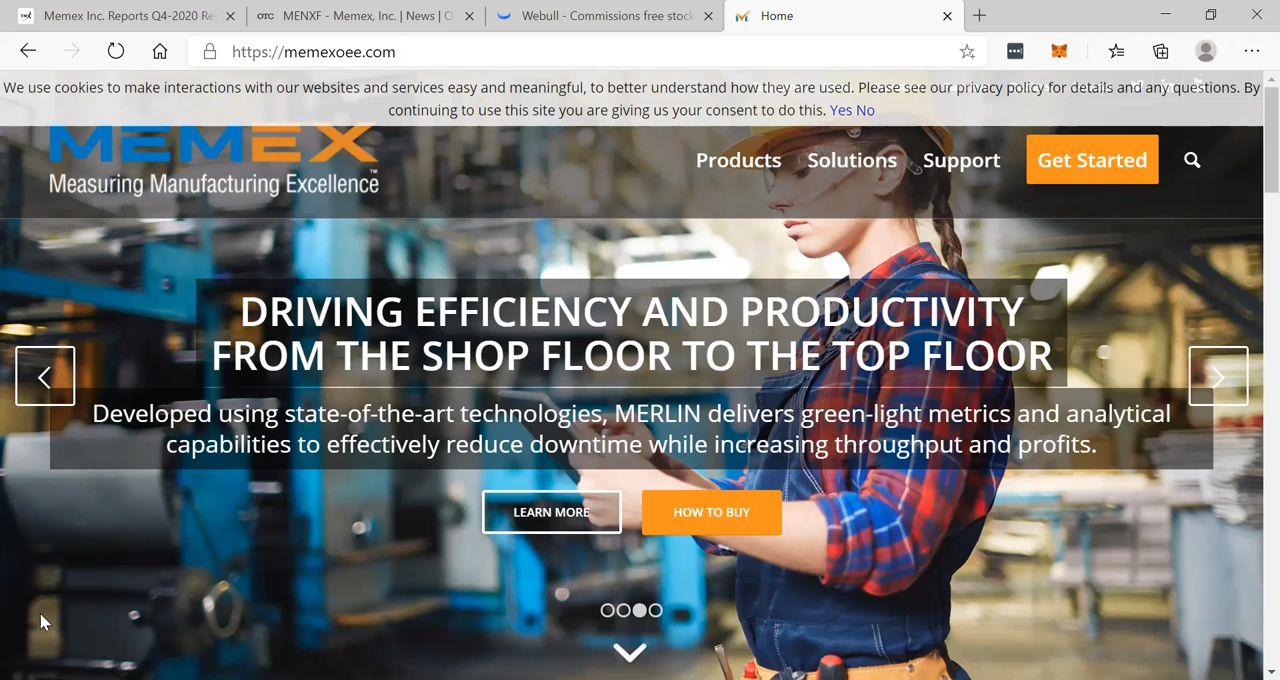 Memex Inc. Reports Q4-2020 Re
OTC MENXF - Memex, Inc. | News | O
Webull - Commissions free stock
Home
https://memexoee.com
We use cookies to make interactions with our websites and services easy and meaningful, to better understand how they are used. Please see our privacy policy for details and any questions. By
continuing to use this site you are giving us your consent to do this. Yes No
MEMEX
Measuring Manufacturing Excellence™
Products Solutions Support Get Started
DRIVING EFFICIENCY AND PRODUCTIVITY
FROM THE SHOP FLOOR TO THE TOP FLOOR
Developed using state-of-the-art technologies, MERLIN delivers green-light metrics and analytical
capabilities to effectively reduce downtime while increasing throughput and profits.
LEARN MORE HOW TO BUY